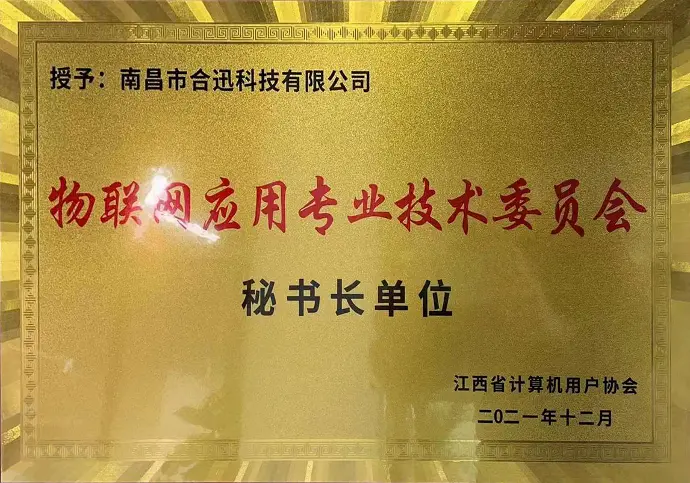 授予：南昌市合迅科技有限公司
物联网应用专业技术委员会
秘书长单位
江西省计算机用户协会
二〇二一年十二月